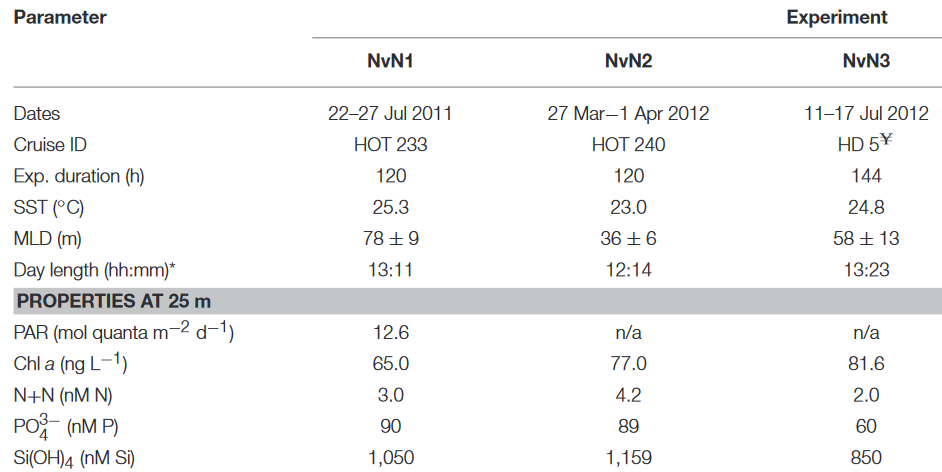 Parameter Experiment
NvN1 NvN2 NvN3
Dates 22–27 Jul 2011 27 Mar–1 Apr 2012 11–17 Jul 2012
Cruise ID HOT 233 HOT 240 HD 5¥
Exp. duration (h) 120 120 144
SST (°C) 25.3 23.0 24.8
MLD (m) 78 ± 9 36 ± 6 58 ± 13
Day length (hh:mm)* 13:11 12:14 13:23
PROPERTIES AT 25 m
PAR (mol quanta m−2 d−1) 12.6 n/a n/a
Chl a (ng L−1) 65.0 77.0 81.6
N+N (nM N) 3.0 4.2 2.0
PO43− (nM P) 90 89 60
Si(OH)4 (nM Si) 1,050 1,159 850